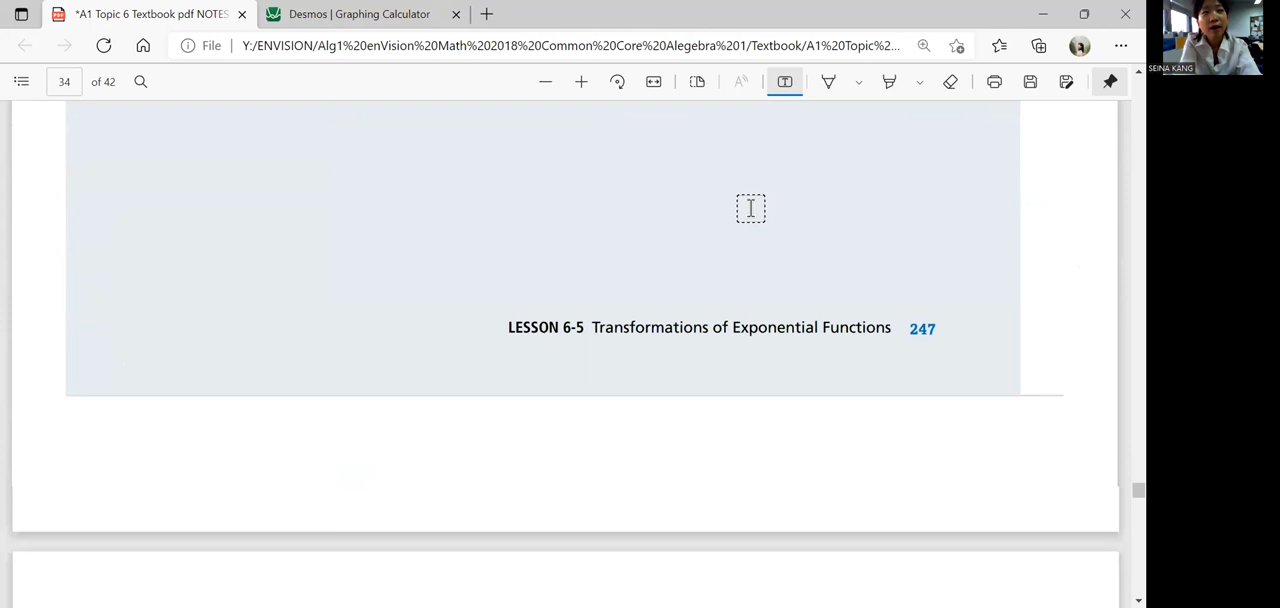 *A1 Topic 6 Textbook pdf NOTES
Desmos | Graphing Calculator
File
Y:/ENVISION/Alg1%20enVision%20Math%202018%20Common%20Core%20Alegebra%201/Textbook/A1%20Topic%2...
34
of 42
LESSON 6-5 Transformations of Exponential Functions 247
SEINA KANG